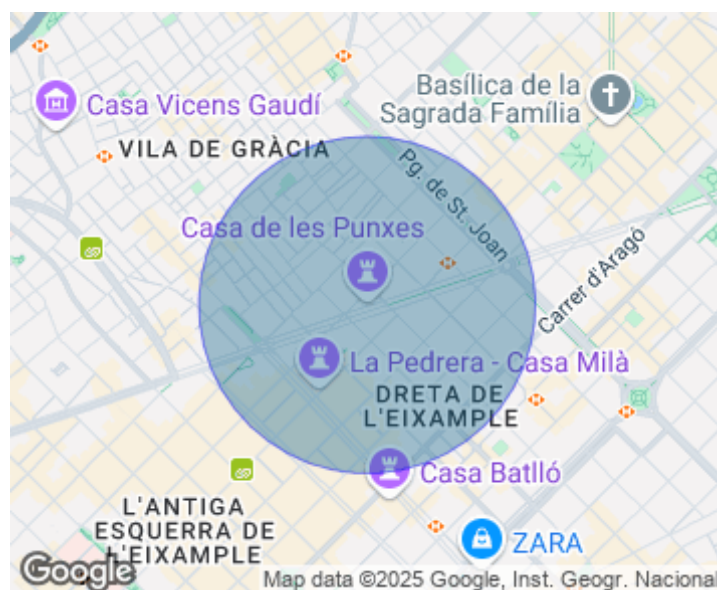 Basílica de la
Sagrada Família
Casa Vicens Gaudí
VILA DE GRÀCIA
Pg. de St. Joan
Casa de les Punxes
Carrer d'Aragó
La Pedrera - Casa Milà
DRETA DE
L'EIXAMPLE
Casa Batlló
L'ANTIGA
ESQUERRA DE
L'EIXAMPLE
ZARA
Google
Map data ©2025 Google, Inst. Geogr. Nacional